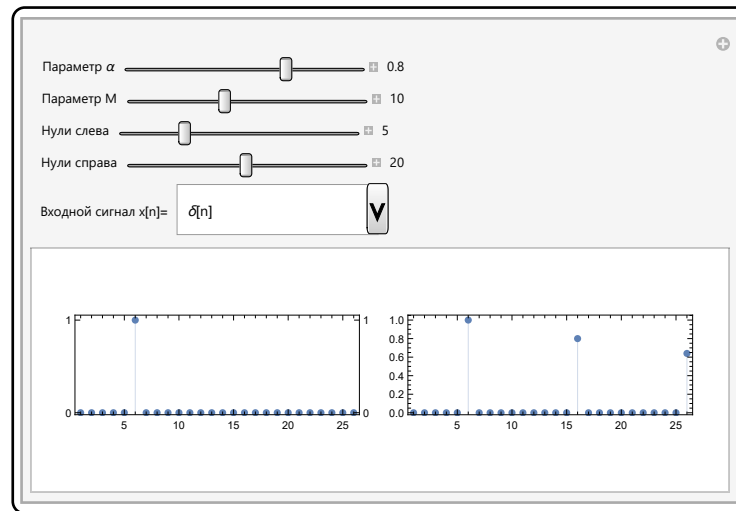 Параметр α 0.8
Параметр M 10
Нули слева 5
Нули справа 20
Входной сигнал x[n]= δ[n]
1 1
0 0
5 10 15 20 25
1.0
0.8
0.6
0.4
0.2
0.0
5 10 15 20 25